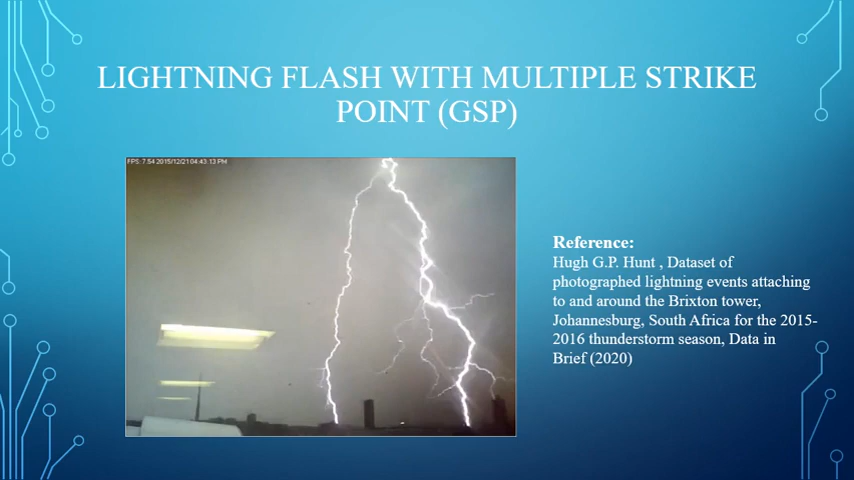 LIGHTNING FLASH WITH MULTIPLE STRIKE
POINT (GSP)
FPS: 7.54 2015/12/21 04:43:13 PM
Reference:
Hugh G.P. Hunt , Dataset of
photographed lightning events attaching
to and around the Brixton tower,
Johannesburg, South Africa for the 2015-
2016 thunderstorm season, Data in
Brief (2020)